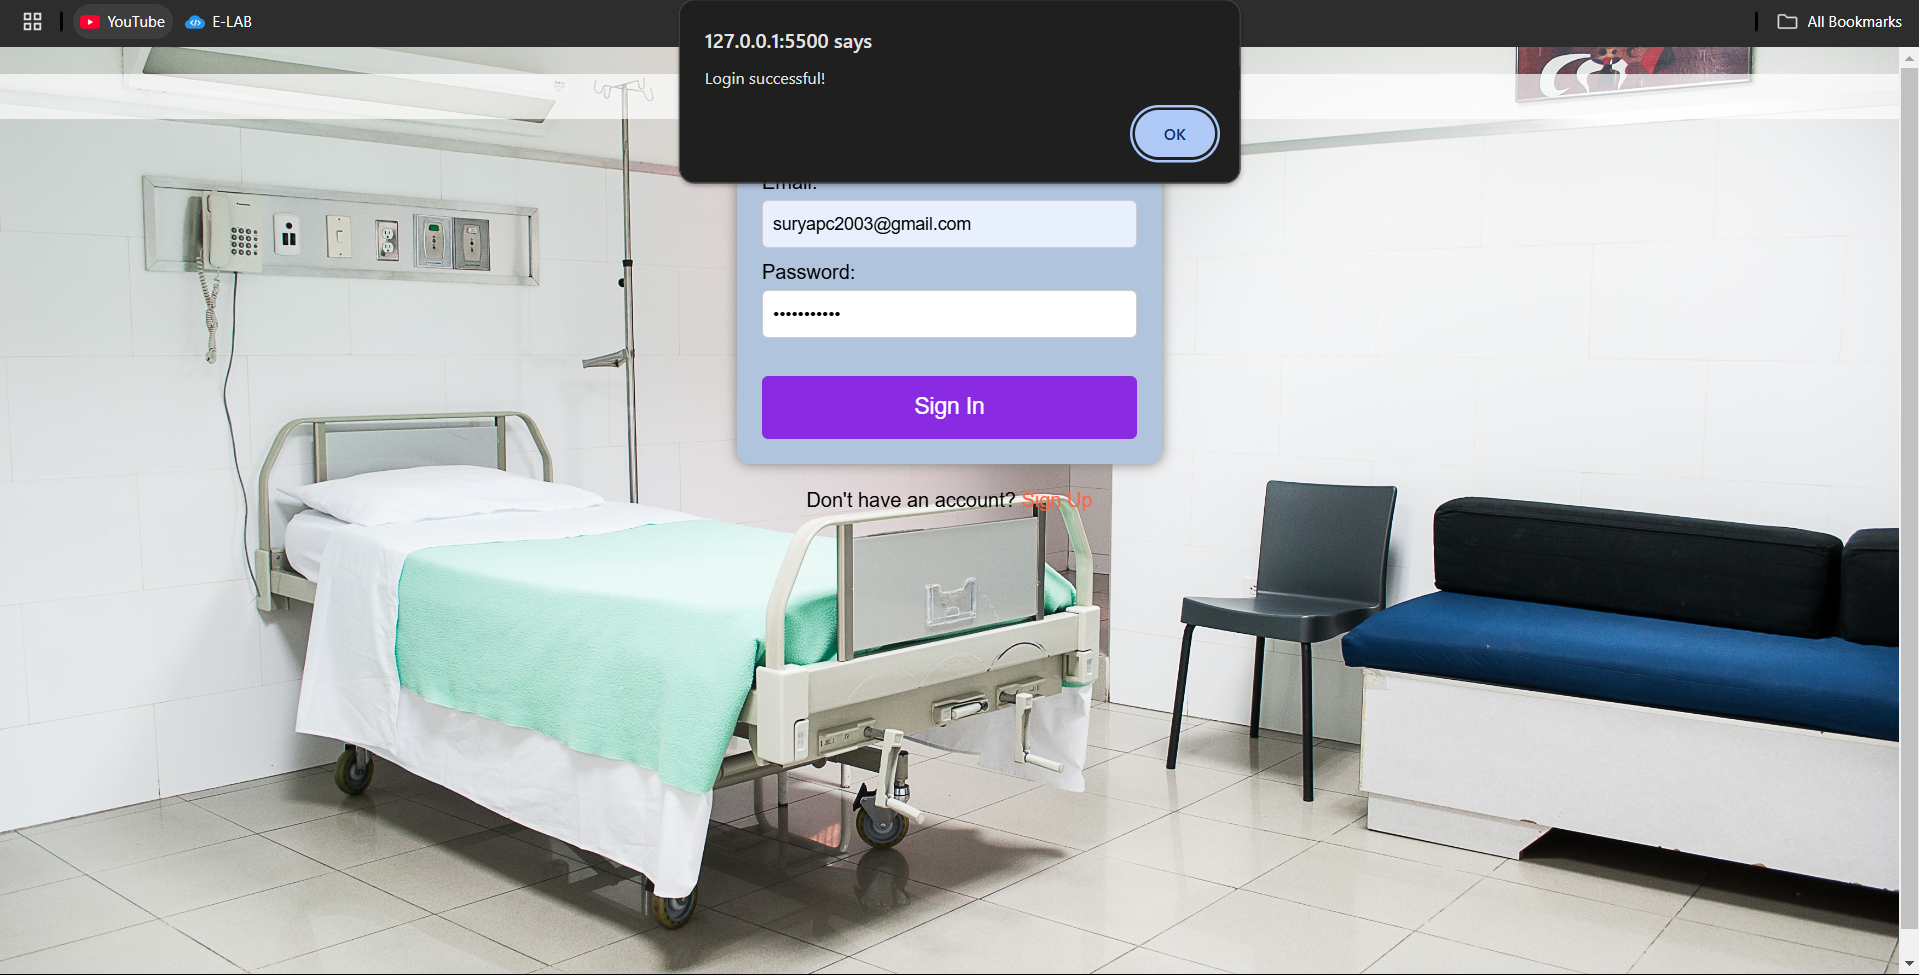 YouTube
E-LAB
All Bookmarks
127.0.0.1:5500 says
Login successful!
OK
Email:
suryapc2003@gmail.com
Password:
•••••••••••
Sign In
Don't have an account? Sign Up